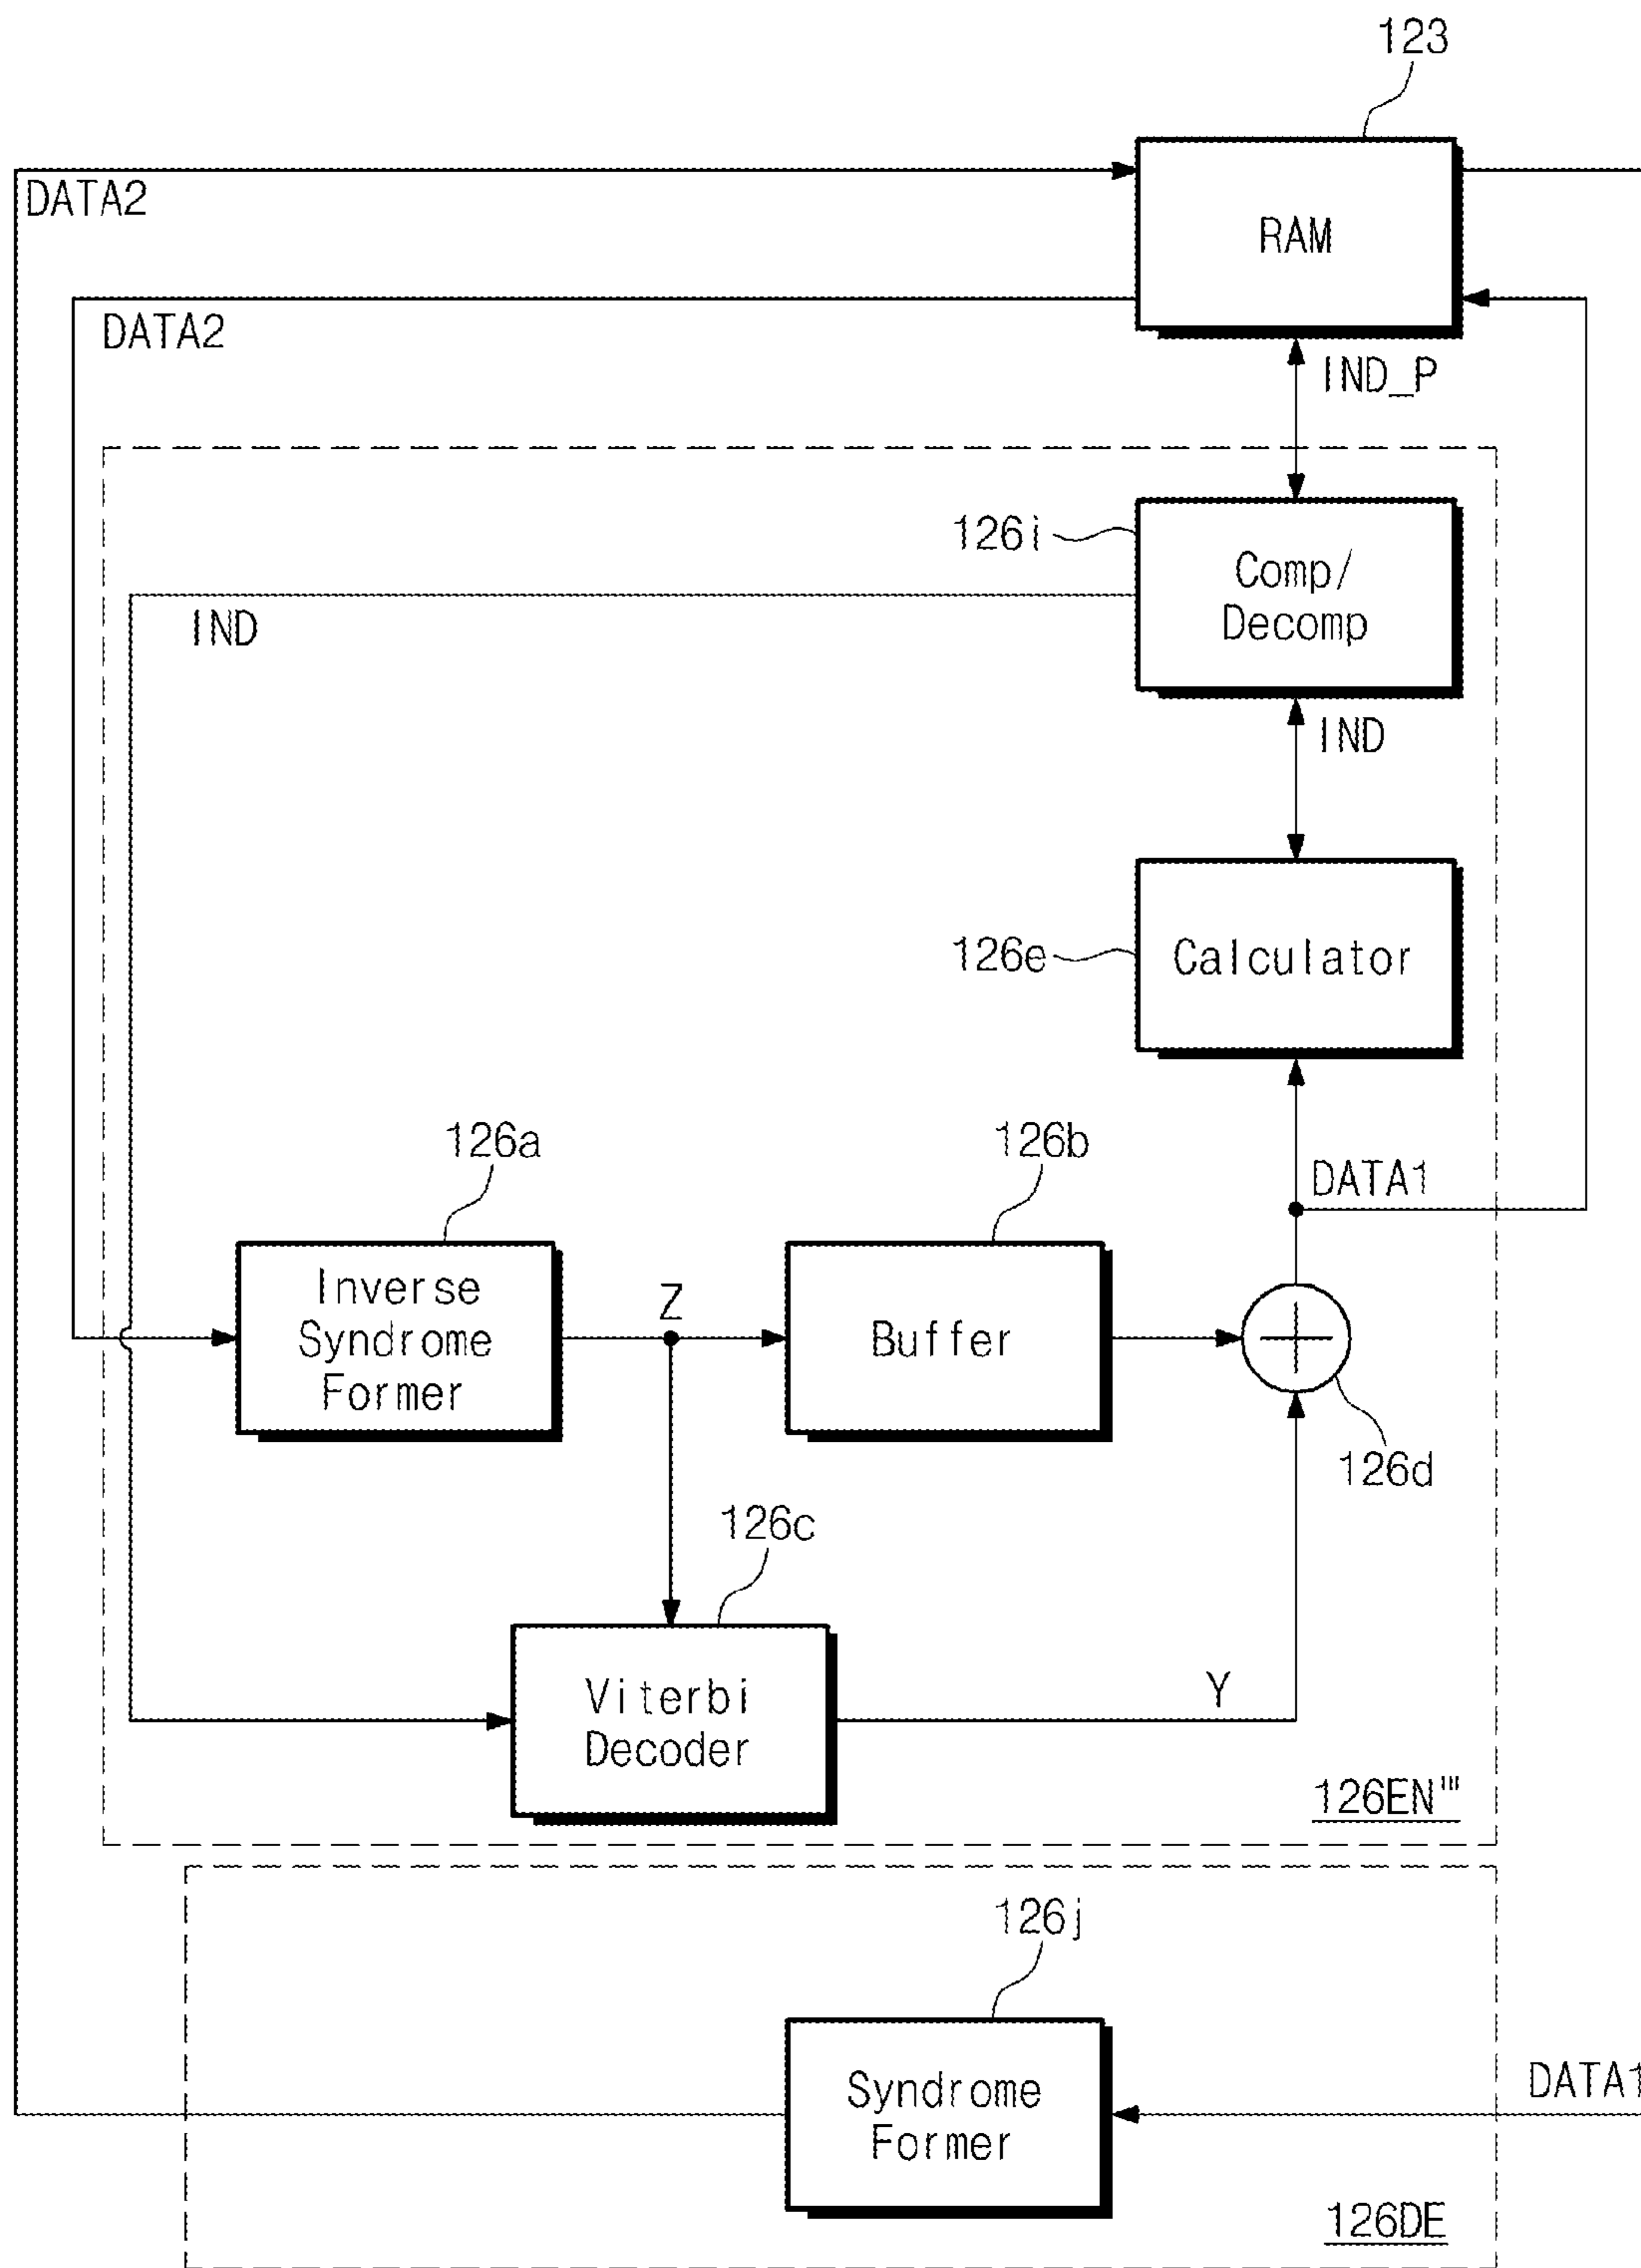 123
DATA2
RAM
DATA2
IND_P
126i
Comp/
Decomp
IND
IND
126e
Calculator
126a
126b
DATA1
Inverse
Syndrome
Former
Z
Buffer
126d
126c
Viterbi
Decoder
Y
126EN'''
126j
Syndrome
Former
DATA1
126DE